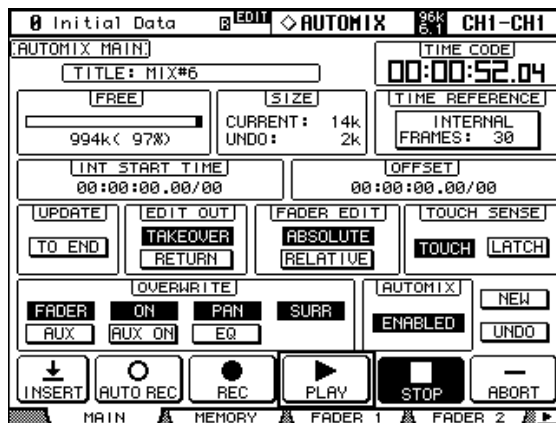 0 Initial Data R EDIT ◇AUTOMIX 96k 6.1 CH1-CH1
AUTOMIX MAIN
TITLE: MIX#6
TIME CODE
00:00:52.04
FREE
994k( 97%)
SIZE
CURRENT: 14k
UNDO: 2k
TIME REFERENCE
INTERNAL
FRAMES: 30
INT START TIME
00:00:00.00/00
OFFSET
00:00:00.00/00
UPDATE
TO END
EDIT OUT
TAKEOVER
RETURN
FADER EDIT
ABSOLUTE
RELATIVE
TOUCH SENSE
TOUCH LATCH
OVERWRITE
FADER ON PAN SURR
AUX AUX ON EQ
AUTOMIX
ENABLED
NEW
UNDO
INSERT AUTO REC REC PLAY STOP ABORT
MAIN MEMORY FADER 1 FADER 2